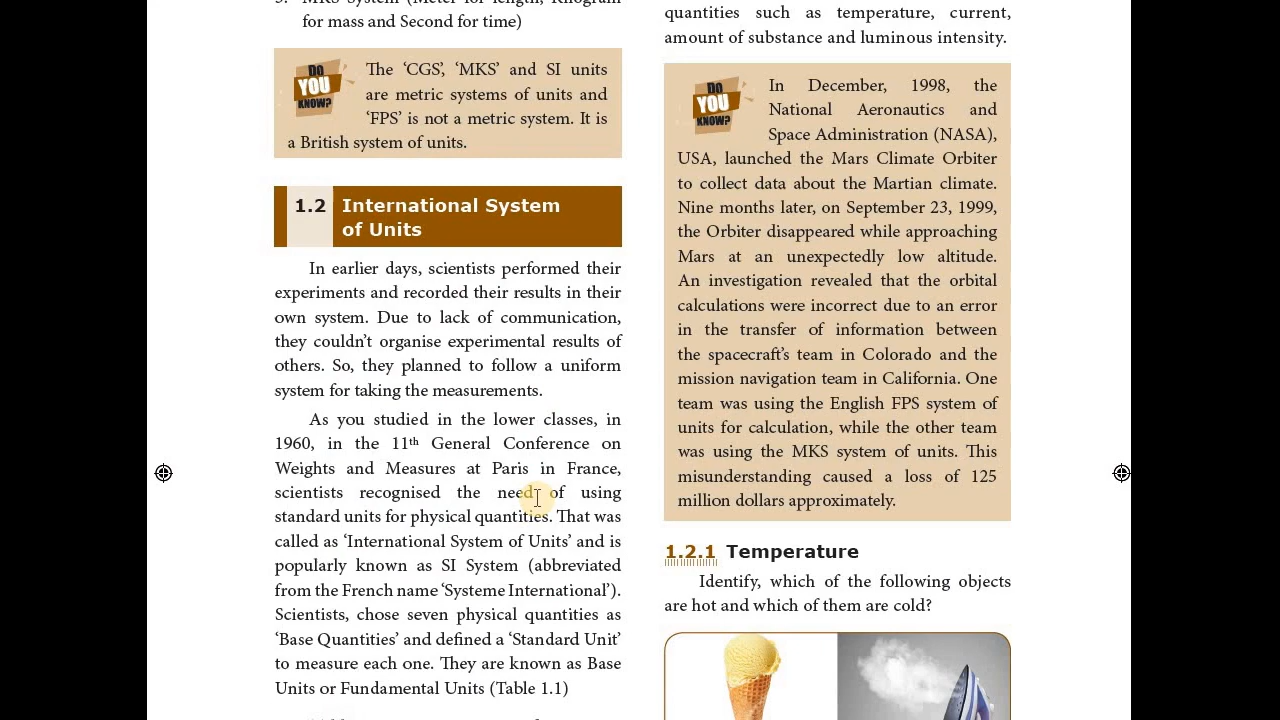 for mass and Second for time)
DO
YOU
KNOW?
The ‘CGS’, ‘MKS’ and SI units
are metric systems of units and
‘FPS’ is not a metric system. It is
a British system of units.
1.2 International System
of Units
In earlier days, scientists performed their
experiments and recorded their results in their
own system. Due to lack of communication,
they couldn’t organise experimental results of
others. So, they planned to follow a uniform
system for taking the measurements.
As you studied in the lower classes, in
1960, in the 11th General Conference on
Weights and Measures at Paris in France,
scientists recognised the need of using
standard units for physical quantities. That was
called as ‘International System of Units’ and is
popularly known as SI System (abbreviated
from the French name ‘Systeme International’).
Scientists, chose seven physical quantities as
‘Base Quantities’ and defined a ‘Standard Unit’
to measure each one. They are known as Base
Units or Fundamental Units (Table 1.1)
quantities such as temperature, current,
amount of substance and luminous intensity.
DO
YOU
KNOW?
In December, 1998, the
National Aeronautics and
Space Administration (NASA),
USA, launched the Mars Climate Orbiter
to collect data about the Martian climate.
Nine months later, on September 23, 1999,
the Orbiter disappeared while approaching
Mars at an unexpectedly low altitude.
An investigation revealed that the orbital
calculations were incorrect due to an error
in the transfer of information between
the spacecraft’s team in Colorado and the
mission navigation team in California. One
team was using the English FPS system of
units for calculation, while the other team
was using the MKS system of units. This
misunderstanding caused a loss of 125
million dollars approximately.
1.2.1 Temperature
Identify, which of the following objects
are hot and which of them are cold?